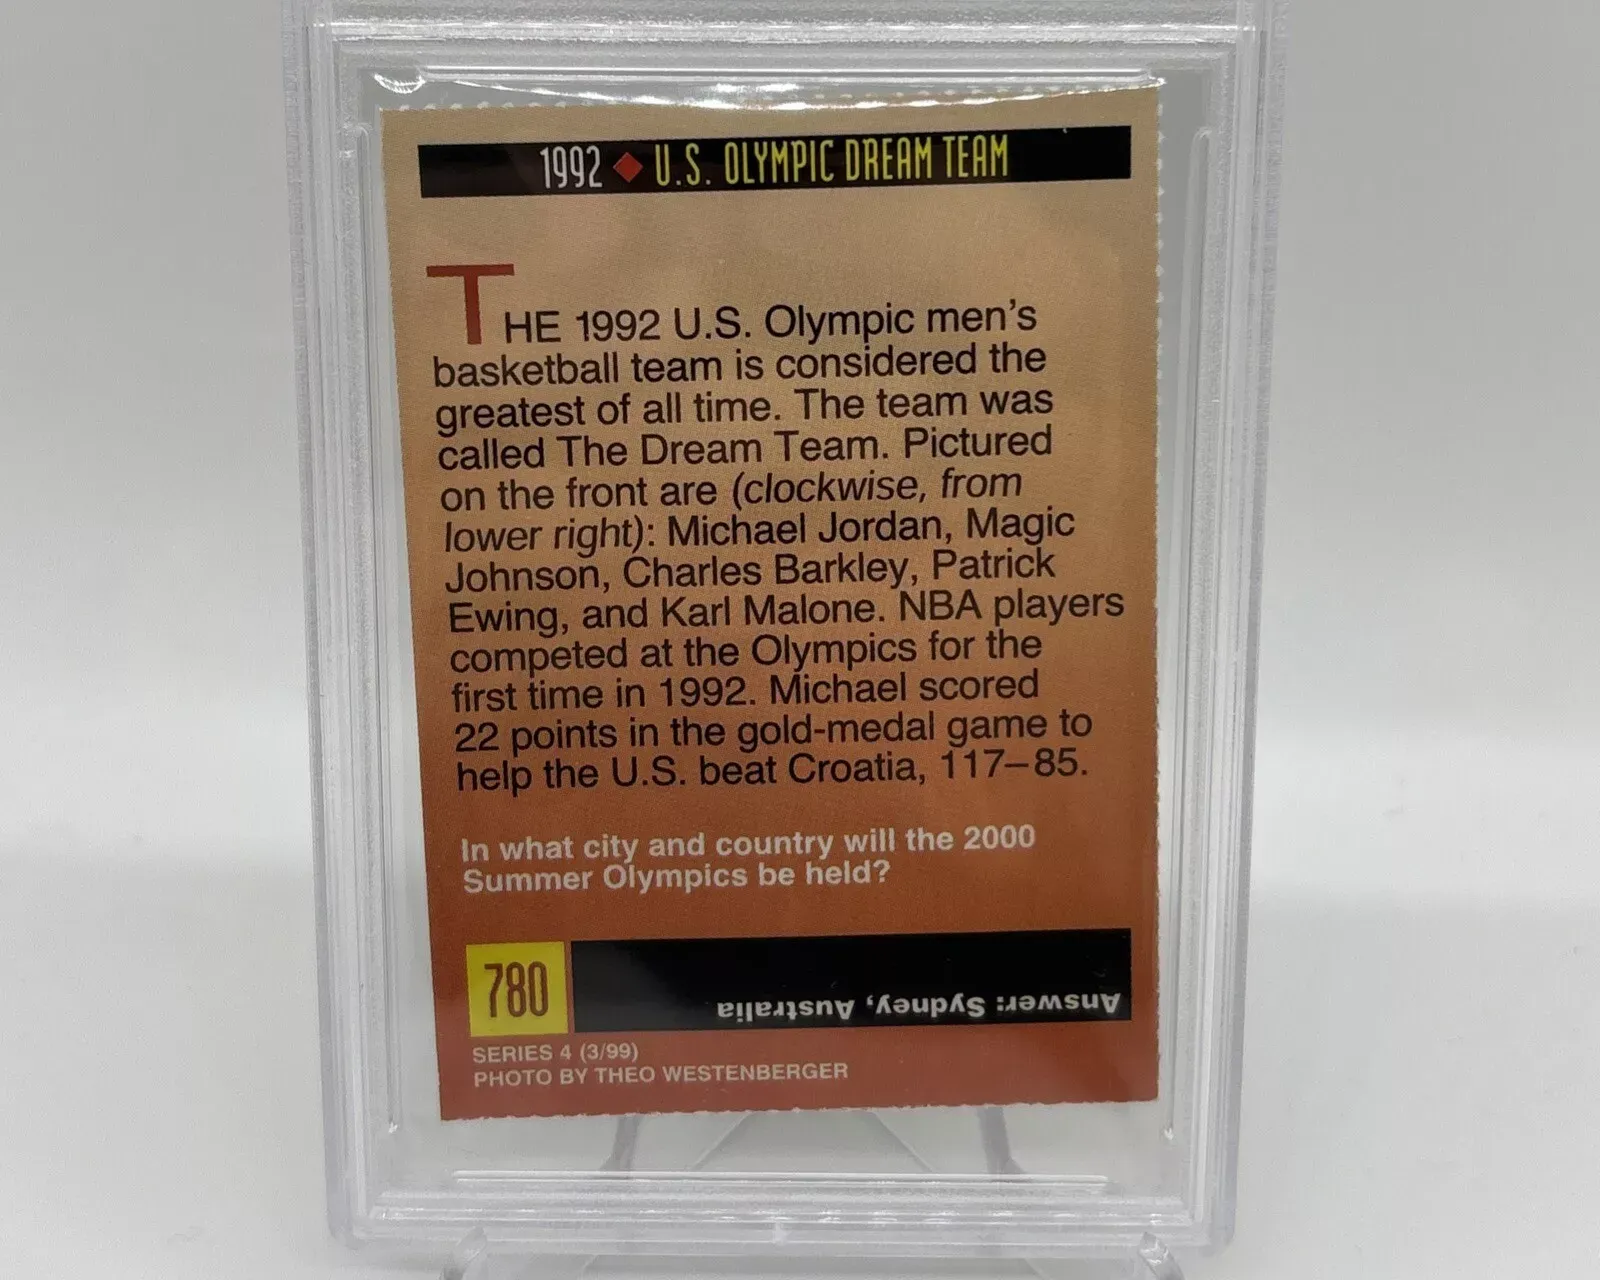 1992 ♦ U.S. OLYMPIC DREAM TEAM
THE 1992 U.S. Olympic men's
basketball team is considered the
greatest of all time. The team was
called The Dream Team. Pictured
on the front are (clockwise, from
lower right): Michael Jordan, Magic
Johnson, Charles Barkley, Patrick
Ewing, and Karl Malone. NBA players
competed at the Olympics for the
first time in 1992. Michael scored
22 points in the gold-medal game to
help the U.S. beat Croatia, 117–85.
In what city and country will the 2000
Summer Olympics be held?
780
Answer: Sydney, Australia
SERIES 4 (3/99)
PHOTO BY THEO WESTENBERGER